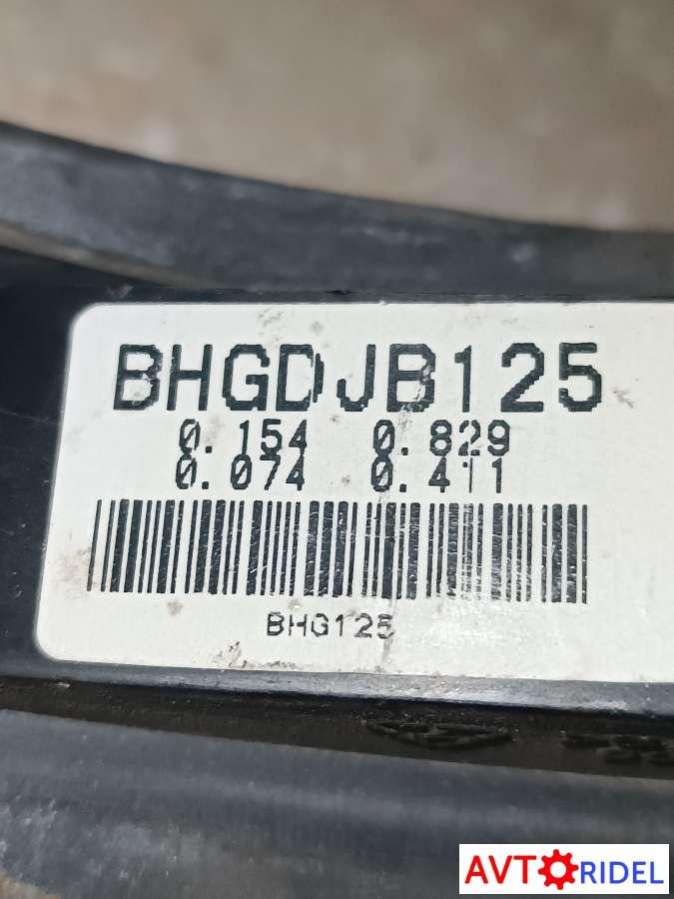 BHGDJB125
0.154 0.829
0.074 0.411
BHG125
AVTORIDEL